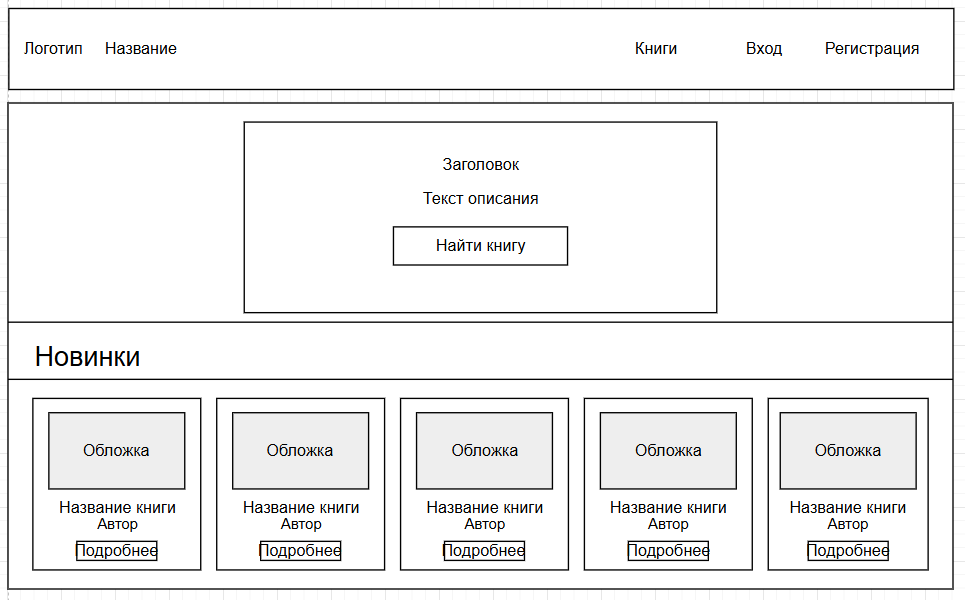 Логотип Название Книги Вход Регистрация
Заголовок
Текст описания
Найти книгу
Новинки
Обложка Обложка Обложка Обложка Обложка
Название книги Название книги Название книги Название книги Название книги
Автор Автор Автор Автор Автор
Подробнее Подробнее Подробнее Подробнее Подробнее